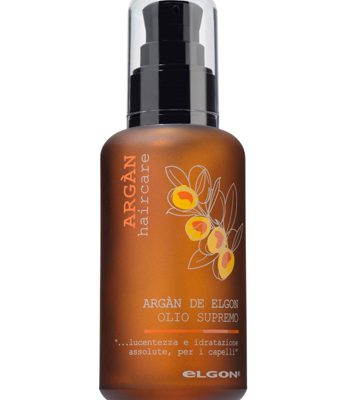 ARGÀN
haircare
ARGÀN DE ELGON
OLIO SUPREMO
"...lucentezza e idratazione
assolute, per i capelli"
eLGON®